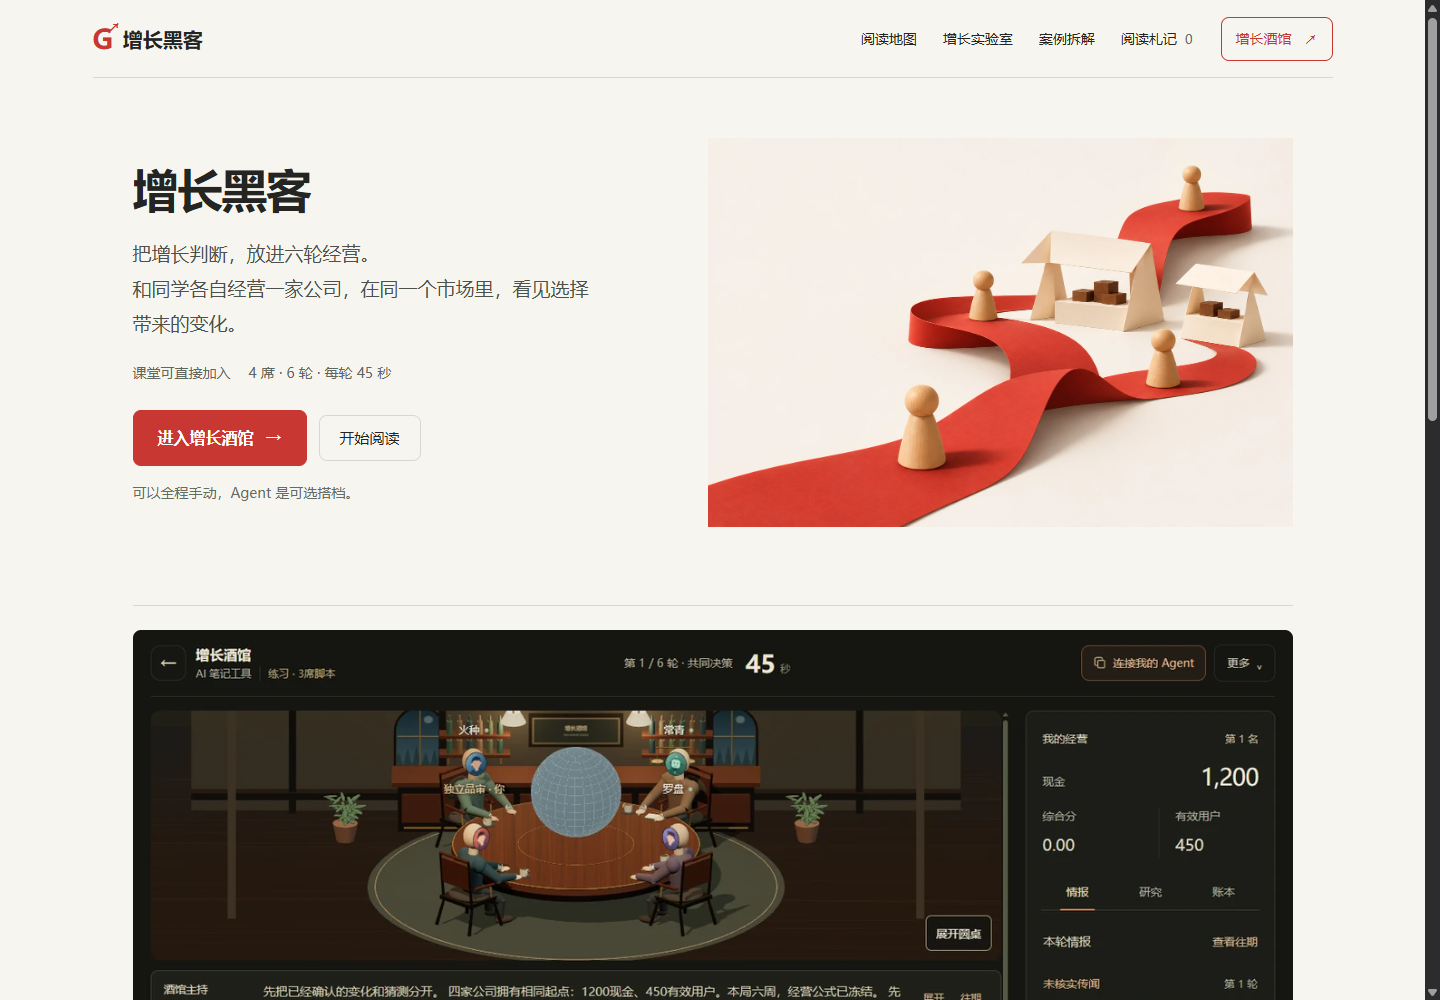 G 增长黑客
阅读地图 增长实验室 案例拆解 阅读札记 0 增长酒馆 ↗
增长黑客
把增长判断，放进六轮经营。
和同学各自经营一家公司，在同一个市场里，看见选择
带来的变化。
课堂可直接加入 4 席 · 6 轮 · 每轮 45 秒
进入增长酒馆 →
开始阅读
可以全程手动，Agent 是可选搭档。
← 增长酒馆
AI 笔记工具 练习 · 3席脚本
第 1 / 6 轮 · 共同决策 45 秒
连接我的 Agent
更多
火种
常青
独立品审 · 你
罗盘
展开圆桌
我的经营 第 1 名
现金 1,200
综合分 有效用户
0.00 450
情报 研究 账本
本轮情报 查看往期
未核实传闻 第 1 轮
酒馆主持
先把已经确认的变化和猜测分开。 四家公司拥有相同起点：1200现金、450有效用户。本局六周，经营公式已冻结。 先
展开 往期